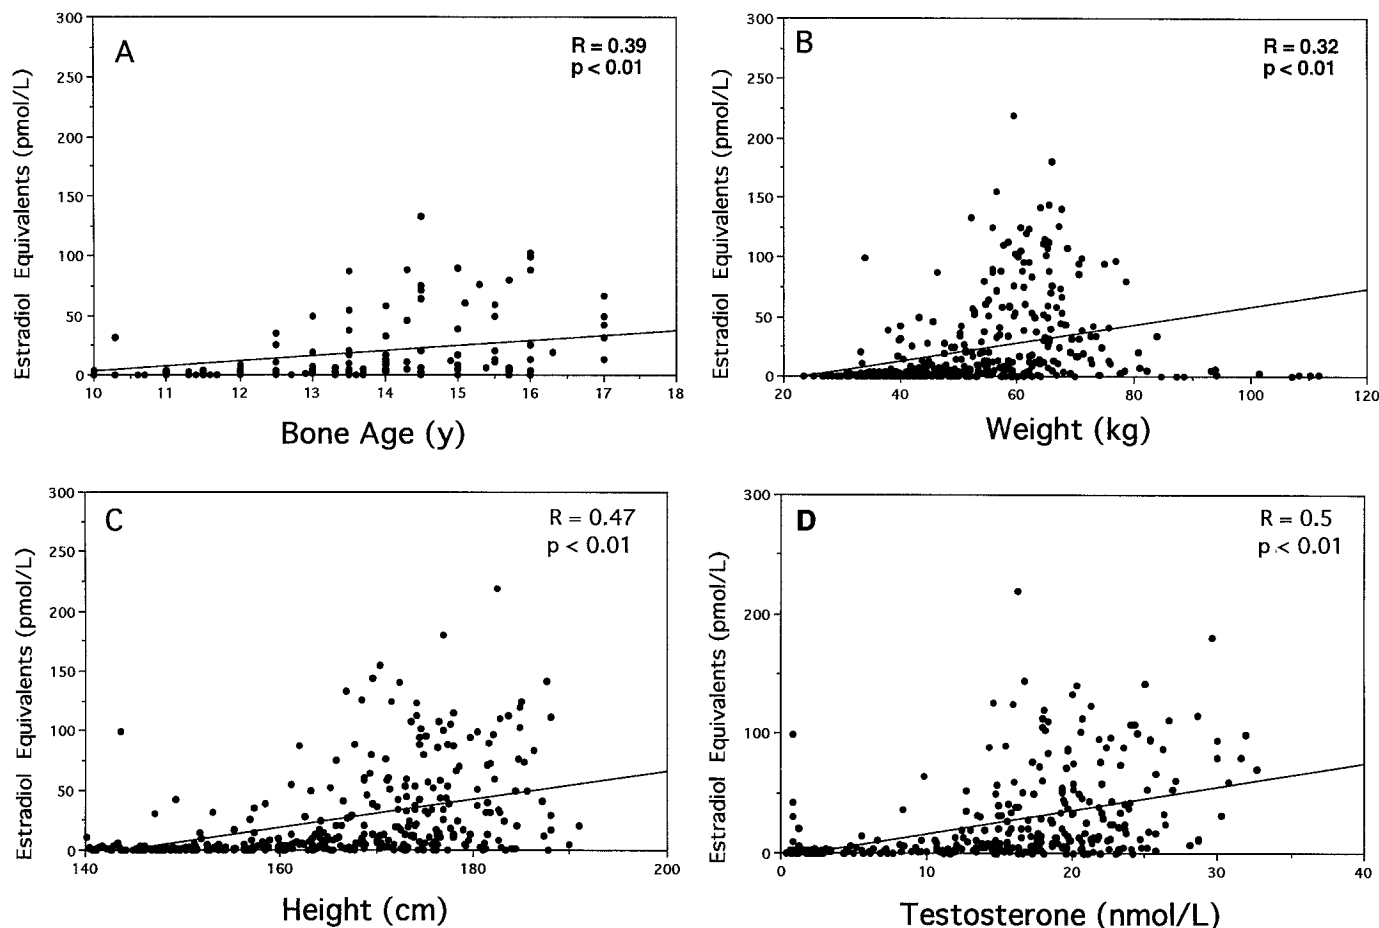 A
R = 0.39
p < 0.01
Estradiol Equivalents (pmol/L)
300
250
200
150
100
50
0
10 11 12 13 14 15 16 17 18
Bone Age (y)
B
R = 0.32
p < 0.01
Estradiol Equivalents (pmol/L)
300
250
200
150
100
50
0
20 40 60 80 100 120
Weight (kg)
C
R = 0.47
p < 0.01
Estradiol Equivalents (pmol/L)
300
250
200
150
100
50
0
140 160 180 200
Height (cm)
D
R = 0.5
p < 0.01
Estradiol Equivalents (pmol/L)
300
200
100
0
0 10 20 30 40
Testosterone (nmol/L)